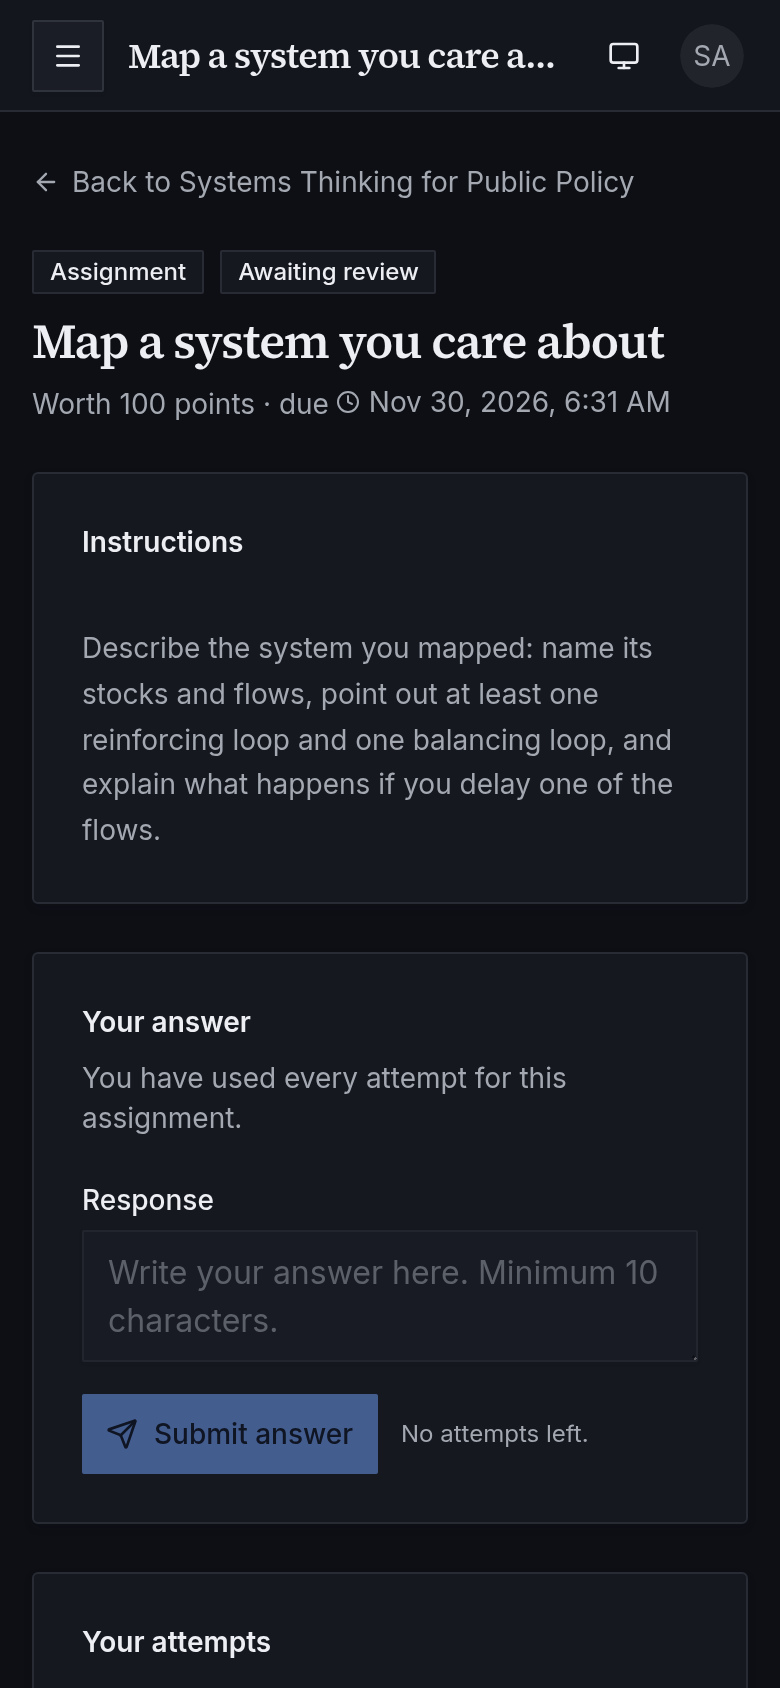 Map a system you care a...
SA
Back to Systems Thinking for Public Policy
Assignment
Awaiting review
Map a system you care about
Worth 100 points · due Nov 30, 2026, 6:31 AM
Instructions
Describe the system you mapped: name its
stocks and flows, point out at least one
reinforcing loop and one balancing loop, and
explain what happens if you delay one of the
flows.
Your answer
You have used every attempt for this
assignment.
Response
Write your answer here. Minimum 10
characters.
Submit answer
No attempts left.
Your attempts